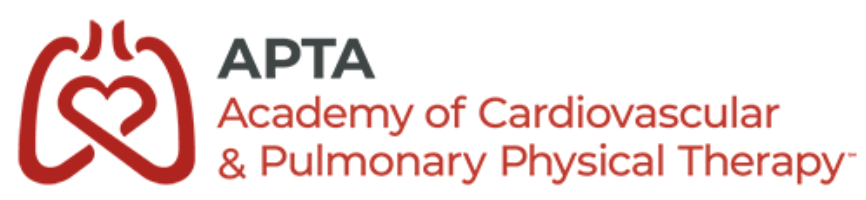 APTA
Academy of Cardiovascular
& Pulmonary Physical Therapy™